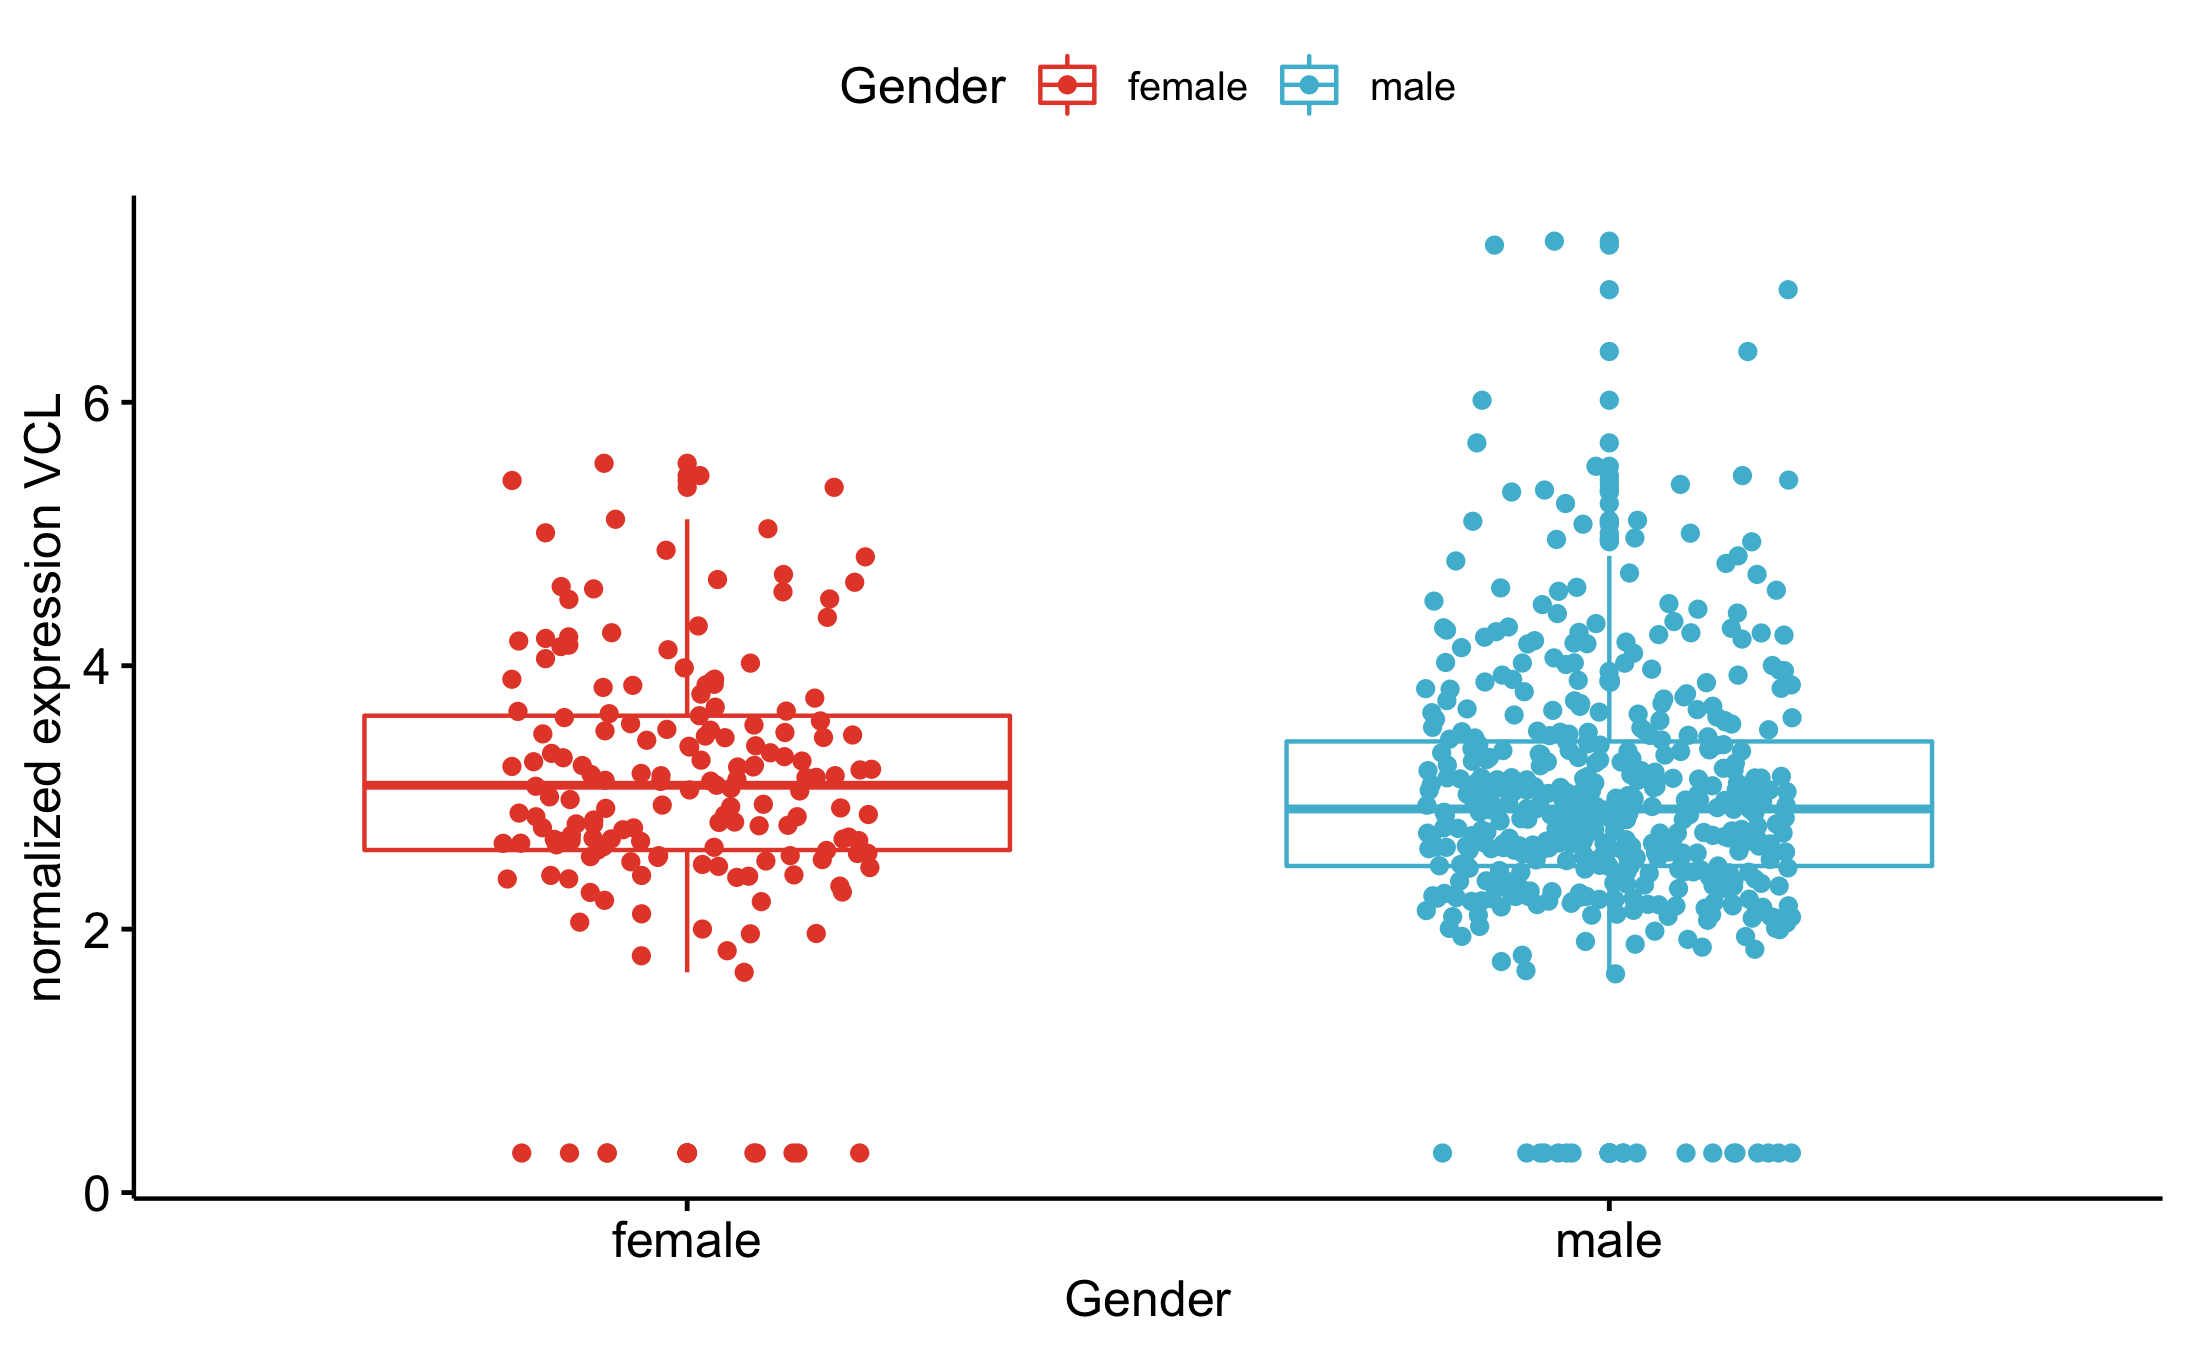 Gender female male
normalized expression VCL
6
4
2
0
female male
Gender